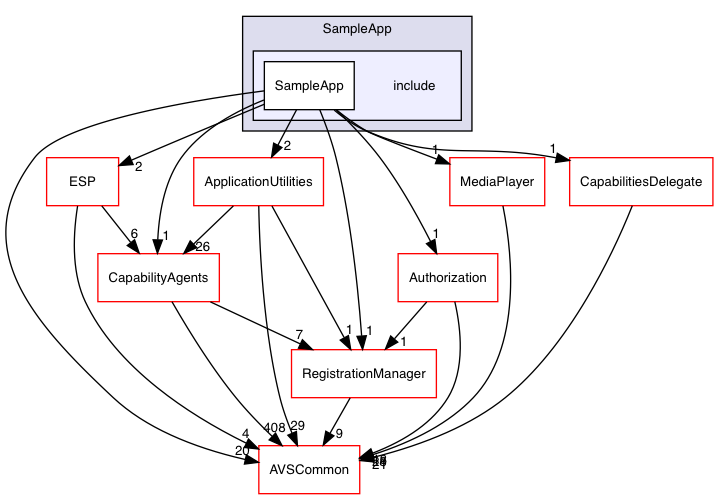 SampleApp
SampleApp
include
1
2
1
2
ESP
ApplicationUtilities
MediaPlayer
CapabilitiesDelegate
6
1
26
1
CapabilityAgents
Authorization
7
1
1
1
RegistrationManager
4
408
29
9
20
21
AVSCommon